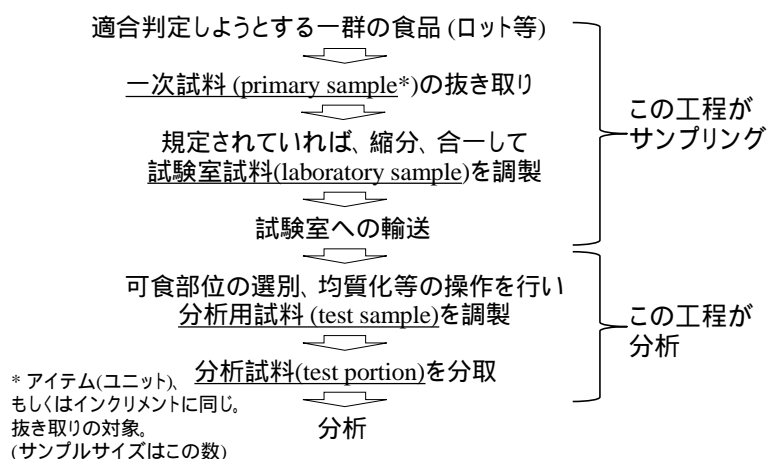 適合判定しようとする一群の食品 (ロット等)
一次試料 (primary sample*)の抜き取り
規定されていれば、縮分、合一して
試験室試料(laboratory sample)を調製
試験室への輸送
この工程が
サンプリング
可食部位の選別、均質化等の操作を行い
分析用試料 (test sample)を調製
分析試料(test portion)を分取
分析
この工程が
分析
* アイテム(ユニット)、
もしくはインクリメントに同じ。
抜き取りの対象。
(サンプルサイズはこの数)